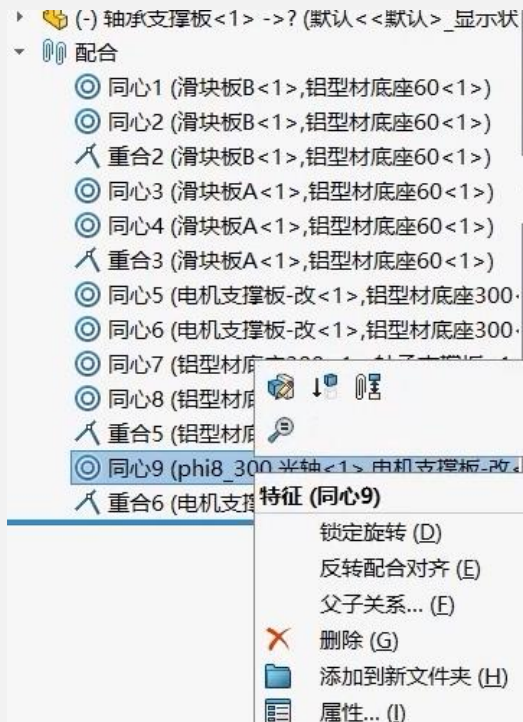 (-) 轴承支撑板<1> ->? (默认<<默认>_显示状
配合
同心1 (滑块板B<1>,铝型材底座60<1>)
同心2 (滑块板B<1>,铝型材底座60<1>)
重合2 (滑块板B<1>,铝型材底座60<1>)
同心3 (滑块板A<1>,铝型材底座60<1>)
同心4 (滑块板A<1>,铝型材底座60<1>)
重合3 (滑块板A<1>,铝型材底座60<1>)
同心5 (电机支撑板-改<1>,铝型材底座300
同心6 (电机支撑板-改<1>,铝型材底座300
同心7 (铝型材底座300
同心8 (铝型材底
重合5 (铝型材底
同心9 (phi8_300 光轴<1>,电机支撑板-改<
重合6 (电机支撑
特征 (同心9)
锁定旋转 (D)
反转配合对齐 (E)
父子关系... (F)
删除 (G)
添加到新文件夹 (H)
属性... (I)